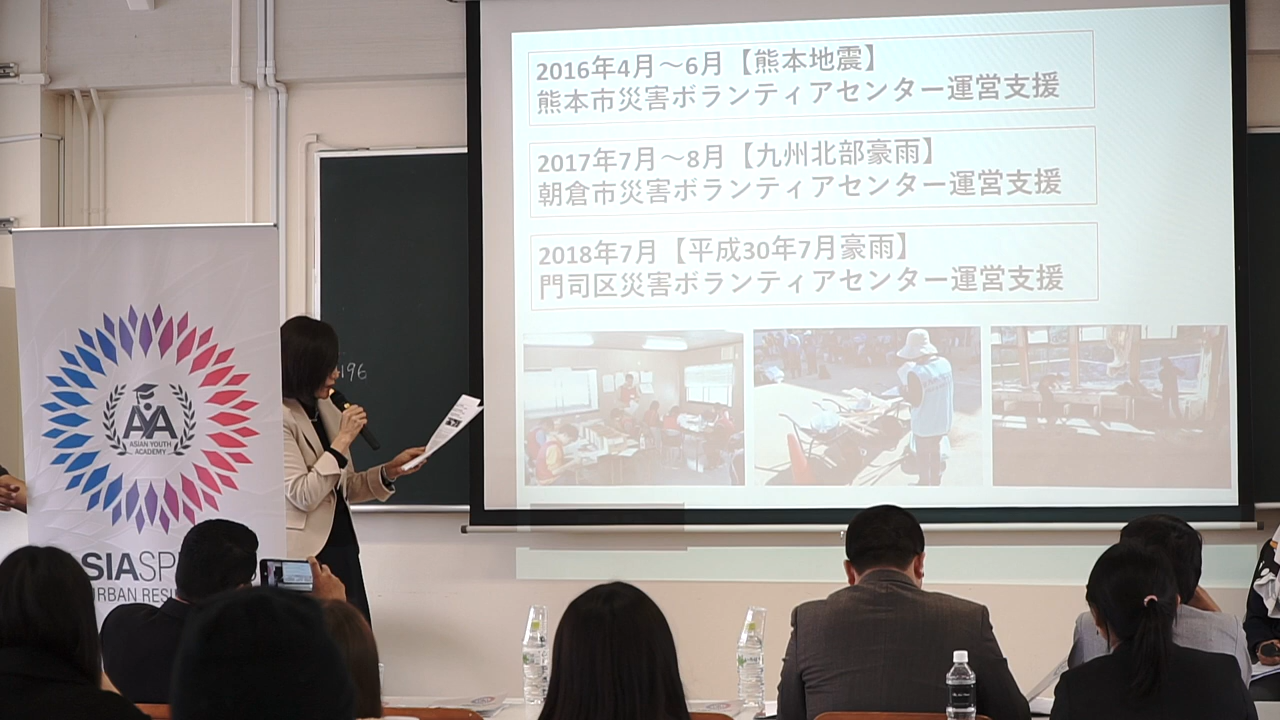 2016年4月～6月【熊本地震】
熊本市災害ボランティアセンター運営支援
2017年7月～8月【九州北部豪雨】
朝倉市災害ボランティアセンター運営支援
2018年7月【平成30年7月豪雨】
門司区災害ボランティアセンター運営支援
196
AYA
ASIAN YOUTH
ACADEMY